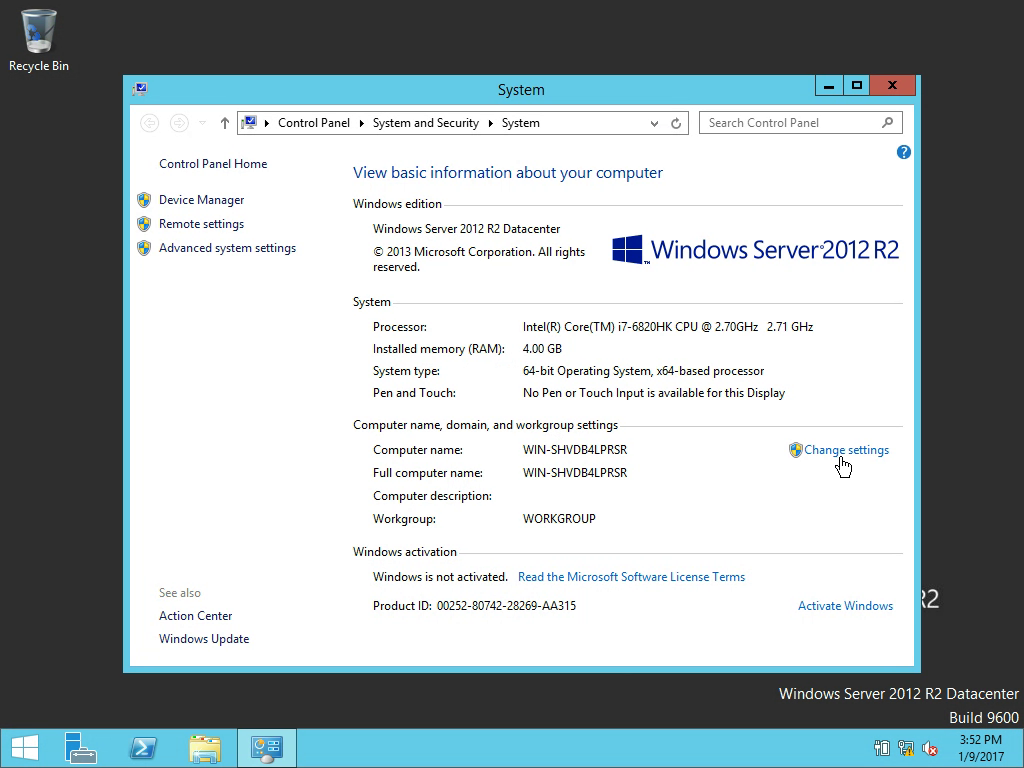 Recycle Bin
System
Control Panel System and Security System
Search Control Panel
Control Panel Home
Device Manager
Remote settings
Advanced system settings
See also
Action Center
Windows Update
View basic information about your computer
Windows edition
Windows Server 2012 R2 Datacenter
© 2013 Microsoft Corporation. All rights
reserved.
Windows Server 2012 R2
System
Processor: Intel(R) Core(TM) i7-6820HK CPU @ 2.70GHz 2.71 GHz
Installed memory (RAM): 4.00 GB
System type: 64-bit Operating System, x64-based processor
Pen and Touch: No Pen or Touch Input is available for this Display
Computer name, domain, and workgroup settings
Computer name: WIN-SHVDB4LPRSR Change settings
Full computer name: WIN-SHVDB4LPRSR
Computer description:
Workgroup: WORKGROUP
Windows activation
Windows is not activated. Read the Microsoft Software License Terms
Product ID: 00252-80742-28269-AA315 Activate Windows
R2
Windows Server 2012 R2 Datacenter
Build 9600
3:52 PM
1/9/2017